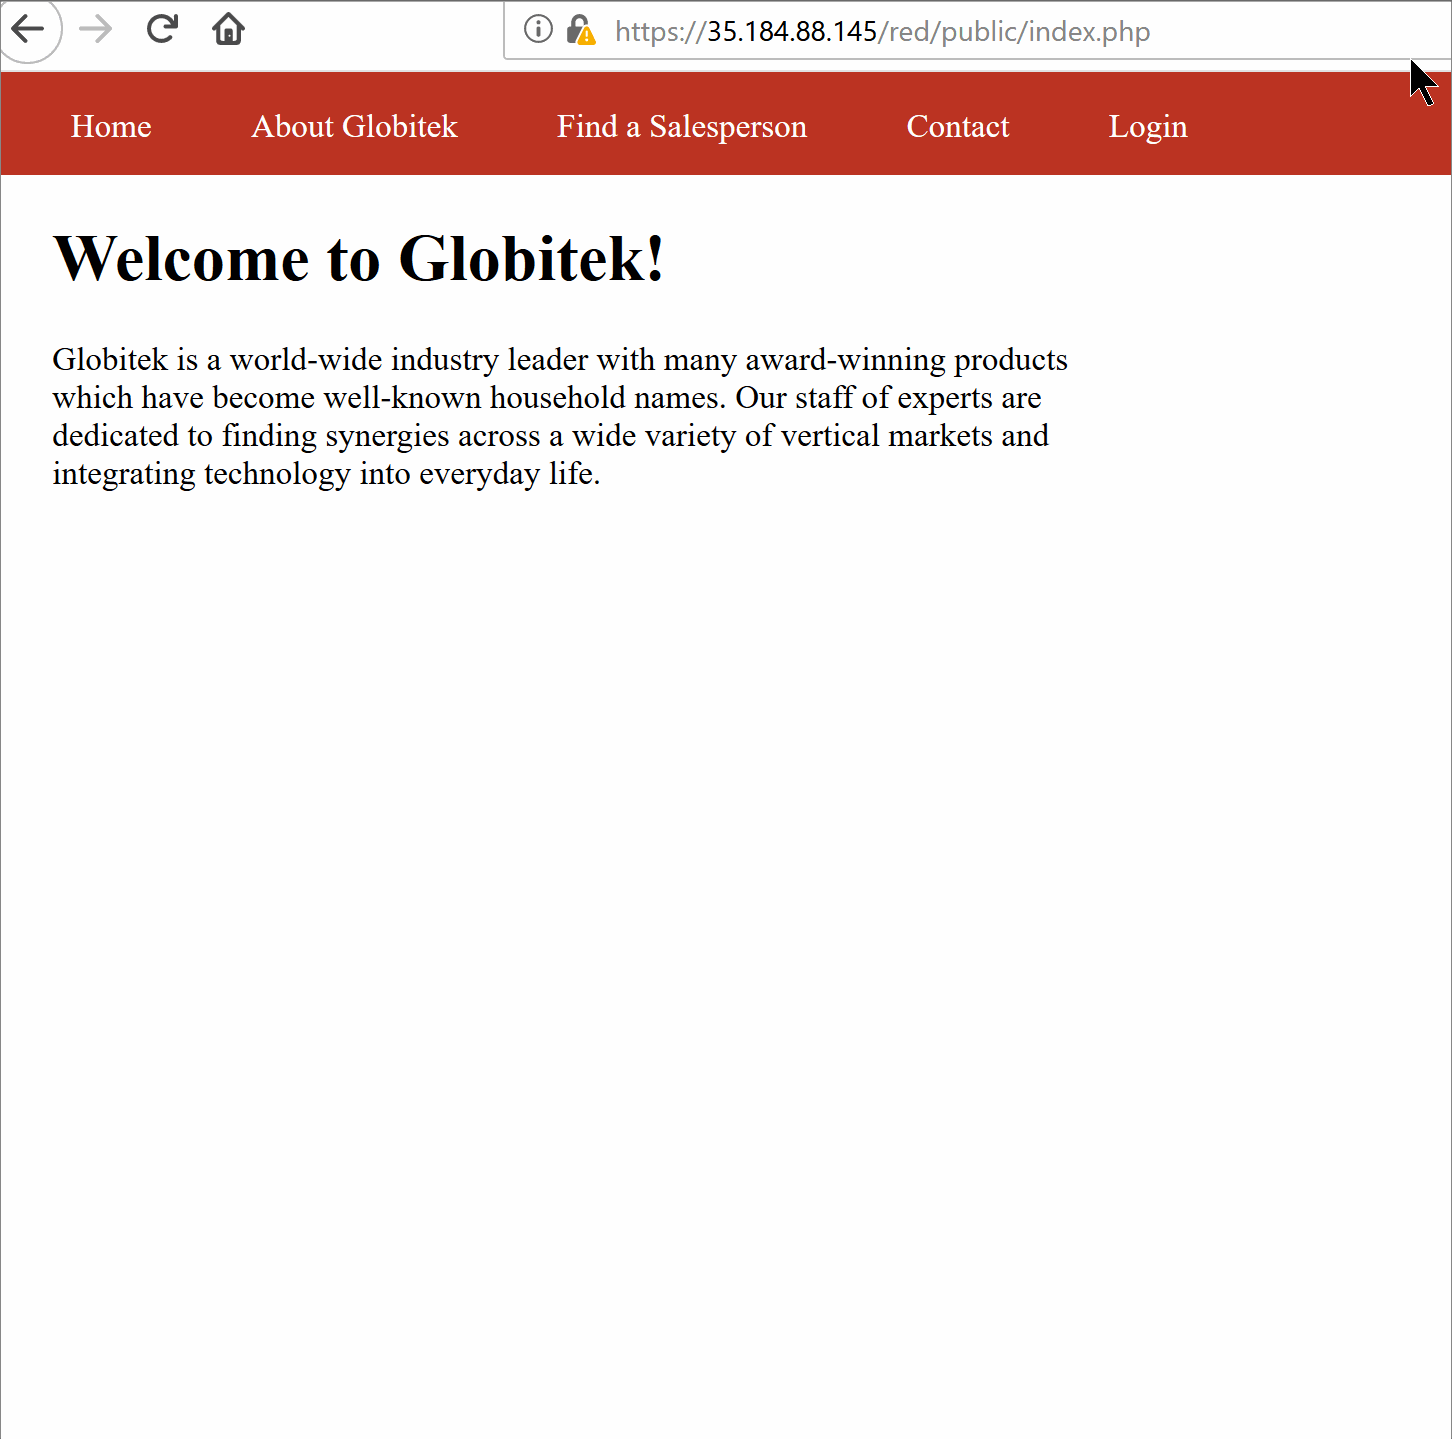 https://35.184.88.145/red/public/index.php
Home About Globitek Find a Salesperson Contact Login
Welcome to Globitek!
Globitek is a world-wide industry leader with many award-winning products
which have become well-known household names. Our staff of experts are
dedicated to finding synergies across a wide variety of vertical markets and
integrating technology into everyday life.